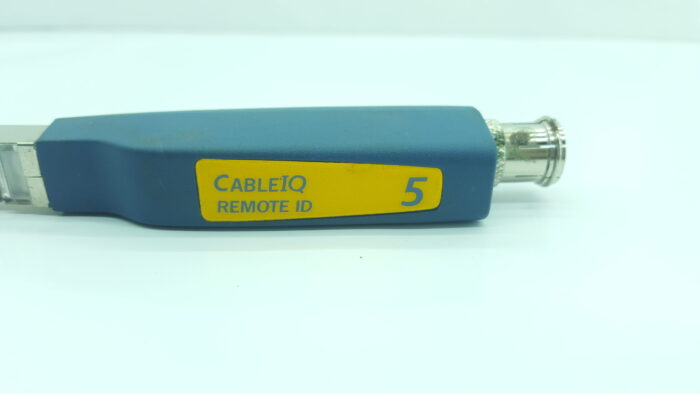 CABLEIQ
REMOTE ID
5